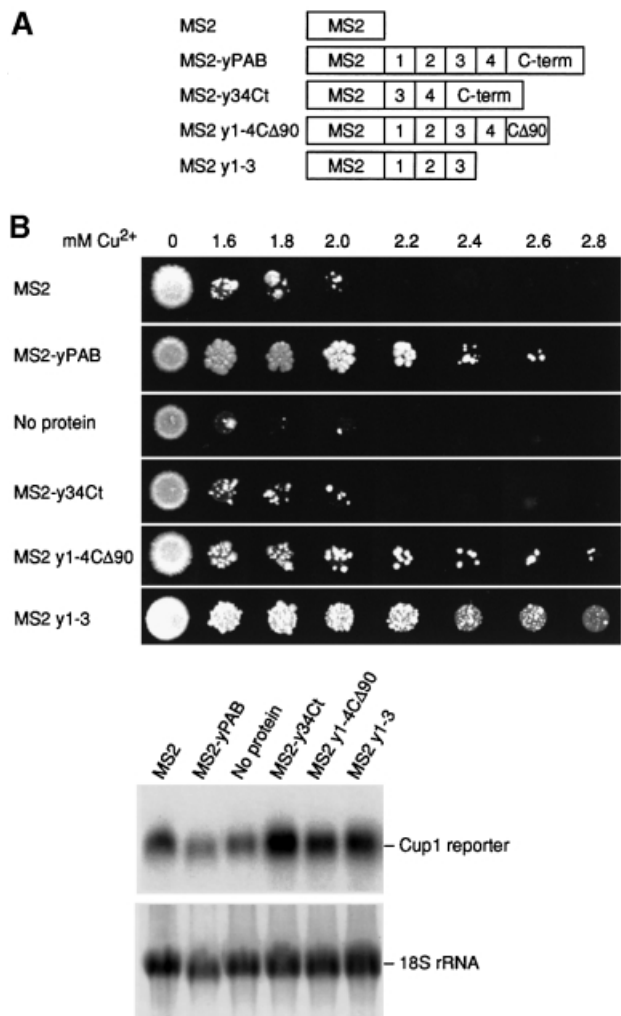 A
MS2 MS2
MS2-yPAB MS2 1 2 3 4 C-term
MS2-y34Ct MS2 3 4 C-term
MS2 y1-4CΔ90 MS2 1 2 3 4 CΔ90
MS2 y1-3 MS2 1 2 3
B
mM Cu²⁺ 0 1.6 1.8 2.0 2.2 2.4 2.6 2.8
MS2
MS2-yPAB
No protein
MS2-y34Ct
MS2 y1-4CΔ90
MS2 y1-3
MS2 MS2-yPAB No protein MS2-y34Ct MS2 y1-4CΔ90 MS2 y1-3
Cup1 reporter
18S rRNA